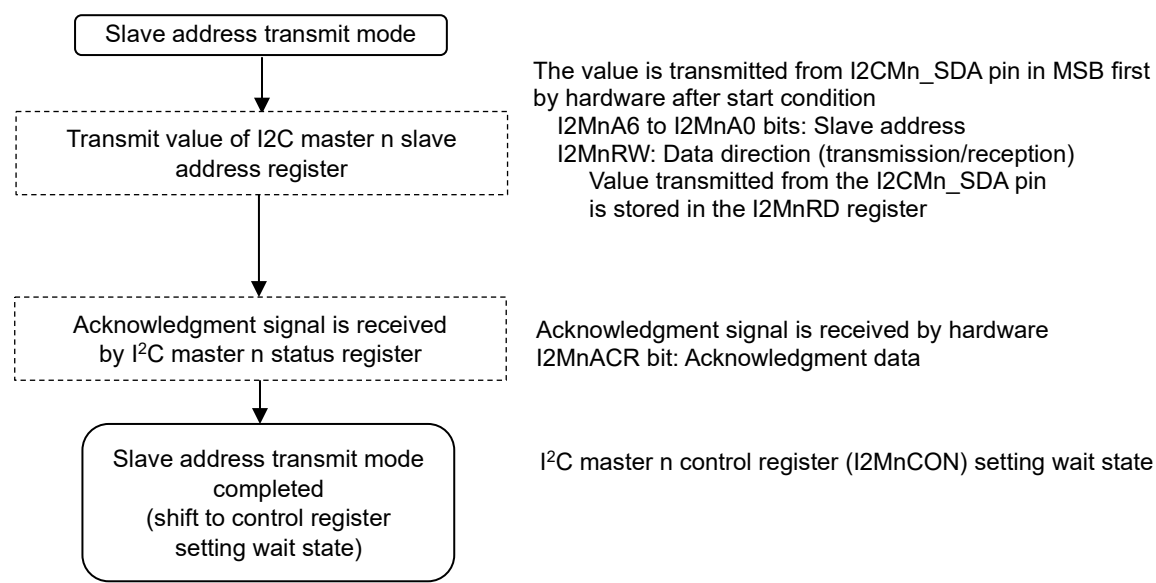 Slave address transmit mode
The value is transmitted from I2CMn_SDA pin in MSB first
by hardware after start condition
I2MnA6 to I2MnA0 bits: Slave address
I2MnRW: Data direction (transmission/reception)
Value transmitted from the I2CMn_SDA pin
is stored in the I2MnRD register
Transmit value of I2C master n slave
address register
Acknowledgment signal is received
by I²C master n status register
Acknowledgment signal is received by hardware
I2MnACR bit: Acknowledgment data
Slave address transmit mode
completed
(shift to control register
setting wait state)
I²C master n control register (I2MnCON) setting wait state